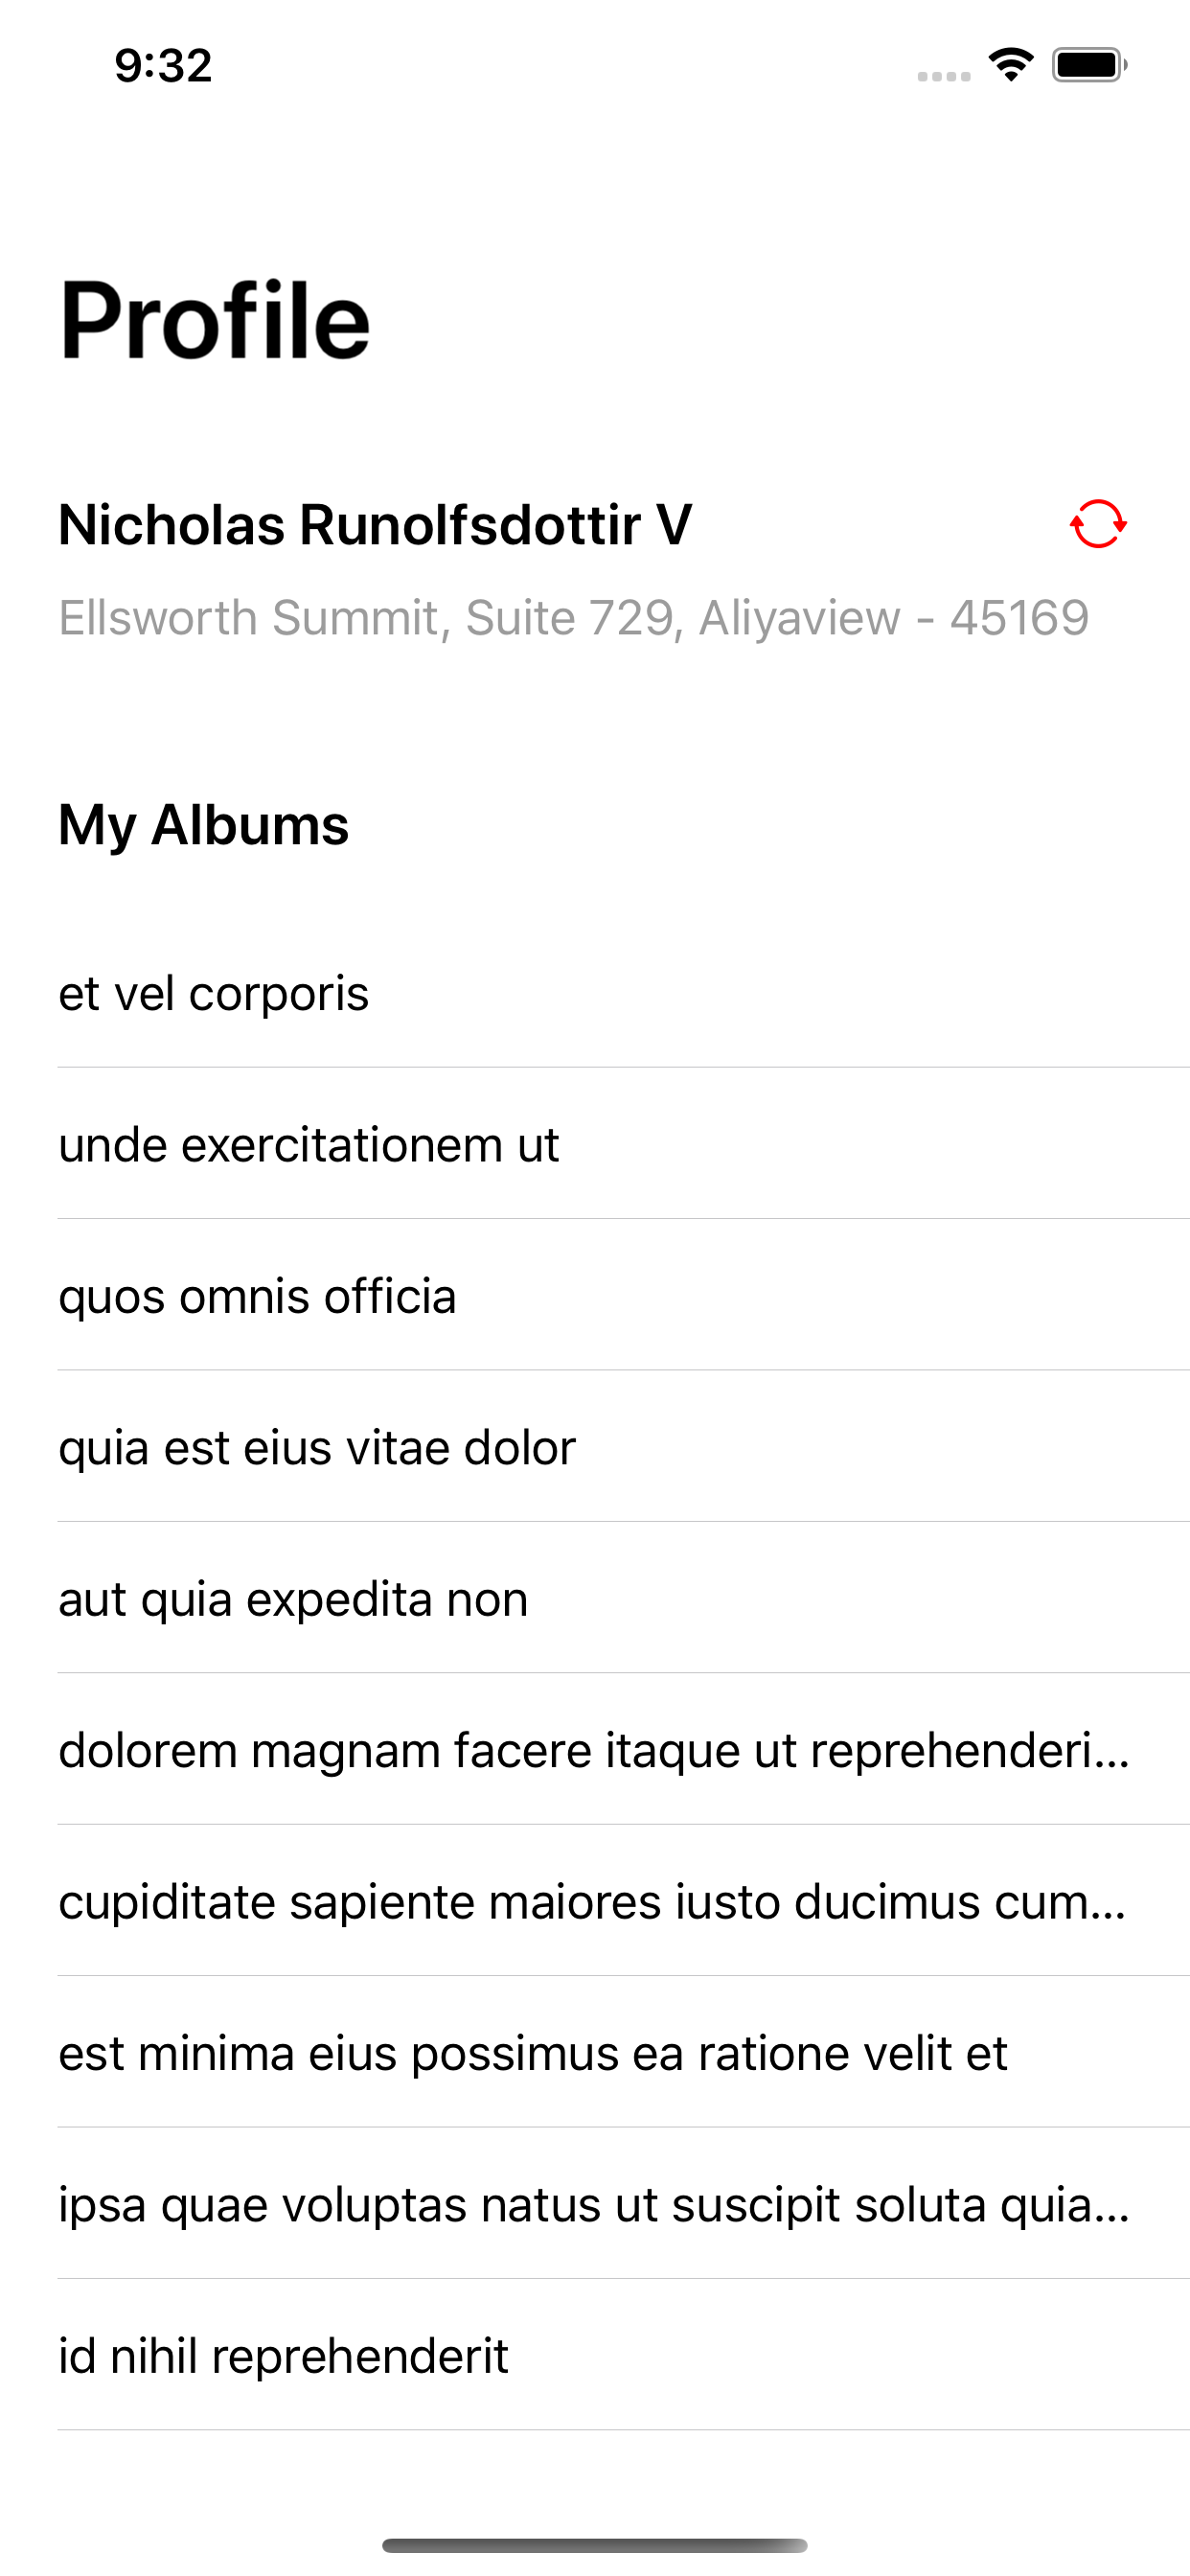 9:32
Profile
Nicholas Runolfsdottir V
Ellsworth Summit, Suite 729, Aliyaview - 45169
My Albums
et vel corporis
unde exercitationem ut
quos omnis officia
quia est eius vitae dolor
aut quia expedita non
dolorem magnam facere itaque ut reprehenderi...
cupiditate sapiente maiores iusto ducimus cum...
est minima eius possimus ea ratione velit et
ipsa quae voluptas natus ut suscipit soluta quia...
id nihil reprehenderit